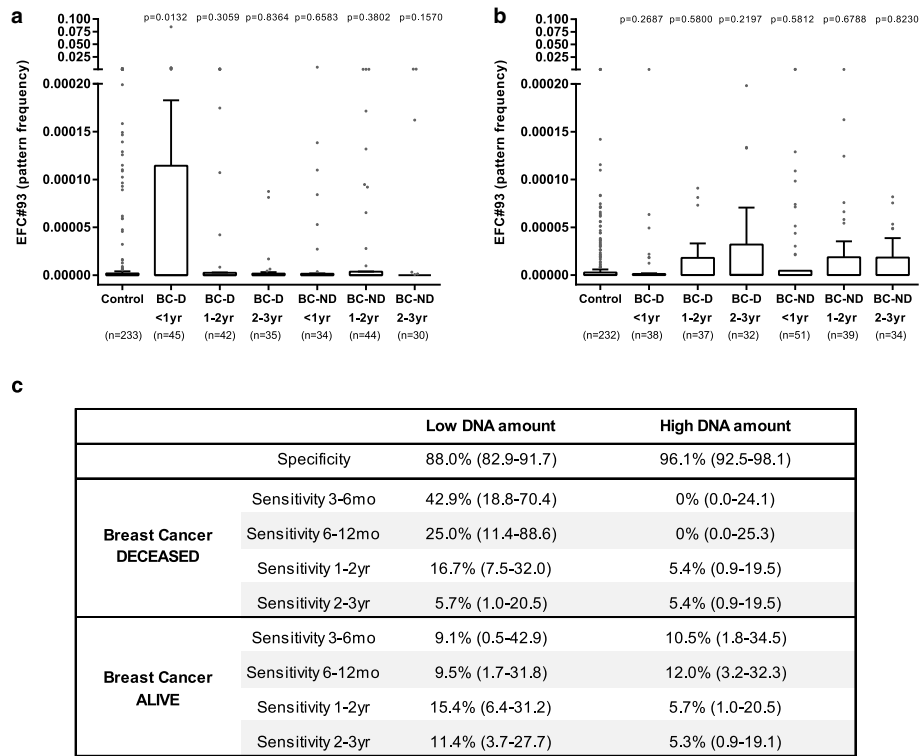 a
p=0.0132 p=0.3059 p=0.8364 p=0.6583 p=0.3802 p=0.1570
0.100
0.075
0.050
0.025
0.00020
0.00015
0.00010
0.00005
0.00000
EFC#93 (pattern frequency)
Control BC-D BC-D BC-D BC-ND BC-ND BC-ND
<1yr 1-2yr 2-3yr <1yr 1-2yr 2-3yr
(n=233) (n=45) (n=42) (n=35) (n=34) (n=44) (n=30)
b
p=0.2687 p=0.5800 p=0.2197 p=0.5812 p=0.6788 p=0.8230
0.100
0.075
0.050
0.025
0.00020
0.00015
0.00010
0.00005
0.00000
EFC#93 (pattern frequency)
Control BC-D BC-D BC-D BC-ND BC-ND BC-ND
<1yr 1-2yr 2-3yr <1yr 1-2yr 2-3yr
(n=232) (n=38) (n=37) (n=32) (n=51) (n=39) (n=34)
c
Low DNA amount High DNA amount
Specificity 88.0% (82.9-91.7) 96.1% (92.5-98.1)
Breast Cancer
DECEASED
Sensitivity 3-6mo 42.9% (18.8-70.4) 0% (0.0-24.1)
Sensitivity 6-12mo 25.0% (11.4-88.6) 0% (0.0-25.3)
Sensitivity 1-2yr 16.7% (7.5-32.0) 5.4% (0.9-19.5)
Sensitivity 2-3yr 5.7% (1.0-20.5) 5.4% (0.9-19.5)
Breast Cancer
ALIVE
Sensitivity 3-6mo 9.1% (0.5-42.9) 10.5% (1.8-34.5)
Sensitivity 6-12mo 9.5% (1.7-31.8) 12.0% (3.2-32.3)
Sensitivity 1-2yr 15.4% (6.4-31.2) 5.7% (1.0-20.5)
Sensitivity 2-3yr 11.4% (3.7-27.7) 5.3% (0.9-19.1)